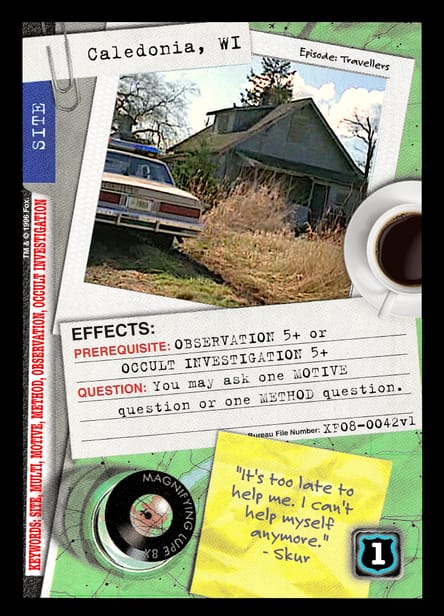 Caledonia, WI
Episode: Travellers
SITE
TM & © 1996 Fox.
KEYWORDS: SITE, MULTI, MOTIVE, METHOD, OBSERVATION, OCCULT INVESTIGATION
EFFECTS:
PREREQUISITE: OBSERVATION 5+ or
OCCULT INVESTIGATION 5+
QUESTION: You may ask one MOTIVE
question or one METHOD question.
Bureau File Number: XF08-0042v1
MAGNIFYING LUPE 8X
"It's too late to
help me. I can't
help myself
anymore."
- Skur
1